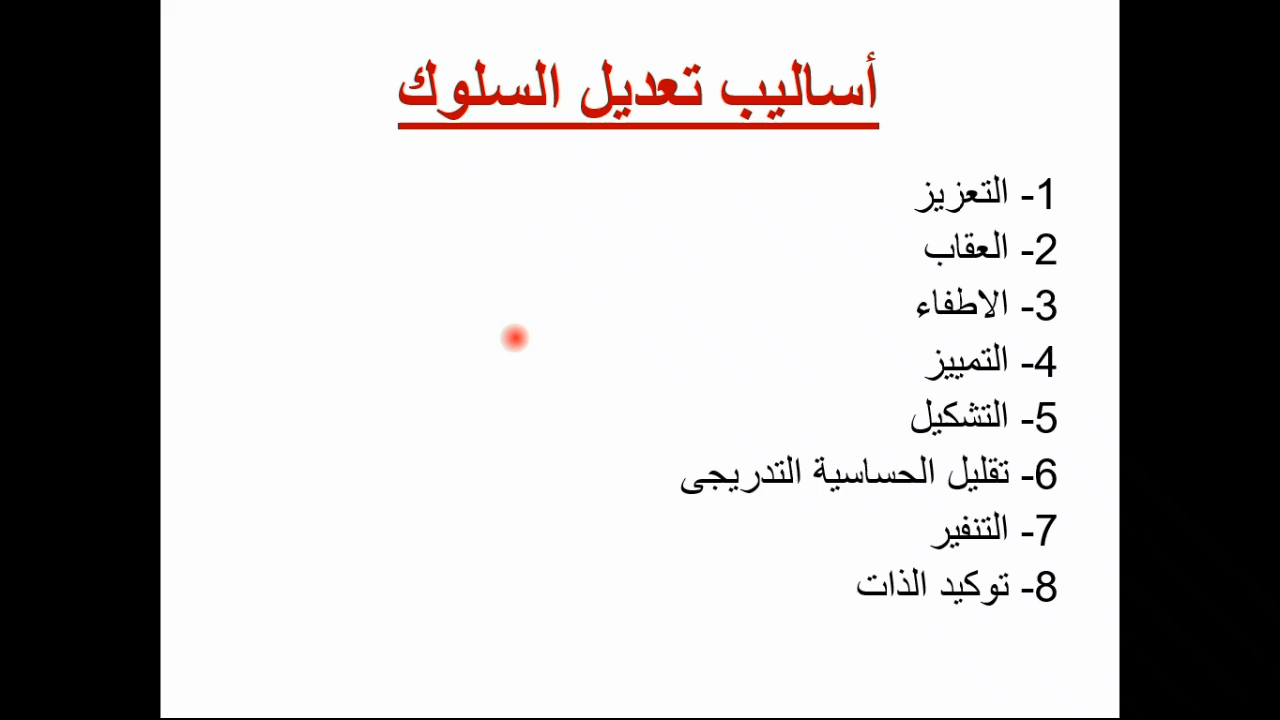 أساليب تعديل السلوك
1- التعزيز
2- العقاب
3- الاطفاء
4- التمييز
5- التشكيل
6- تقليل الحساسية التدريجى
7- التنفير
8- توكيد الذات